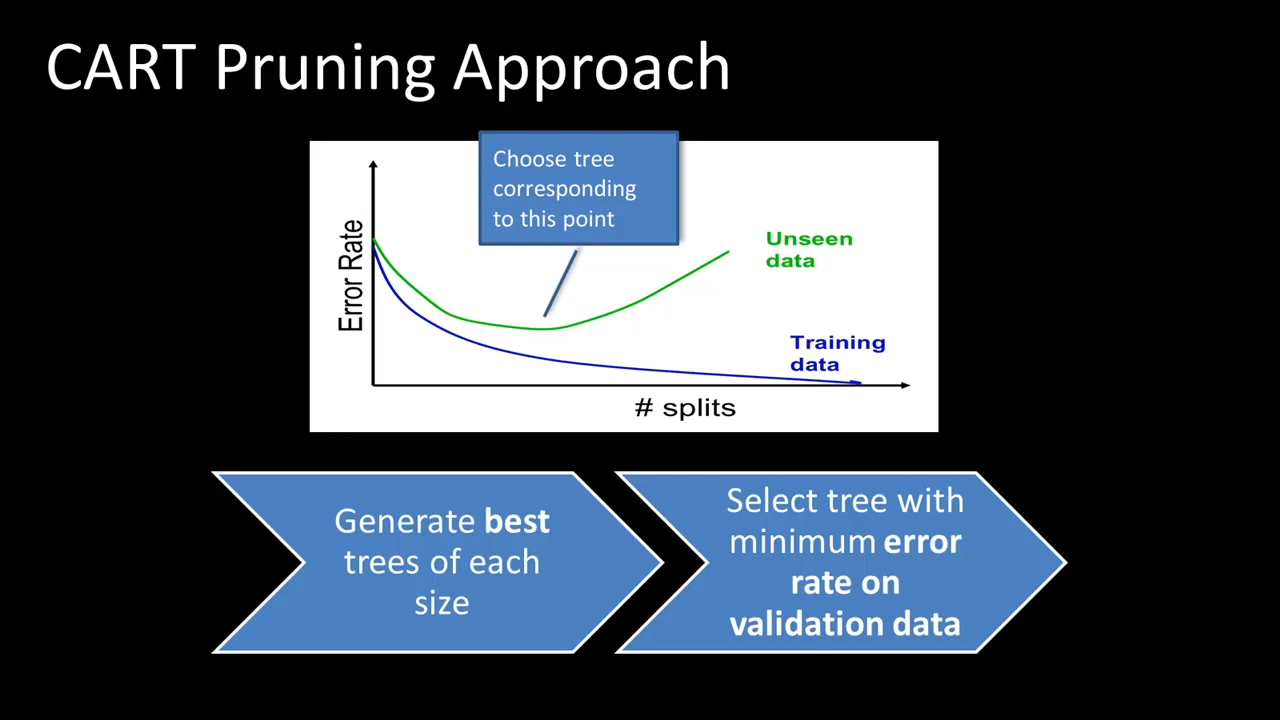 CART Pruning Approach
Choose tree
corresponding
to this point
Error Rate
Unseen
data
Training
data
# splits
Generate best
trees of each
size
Select tree with
minimum error
rate on
validation data